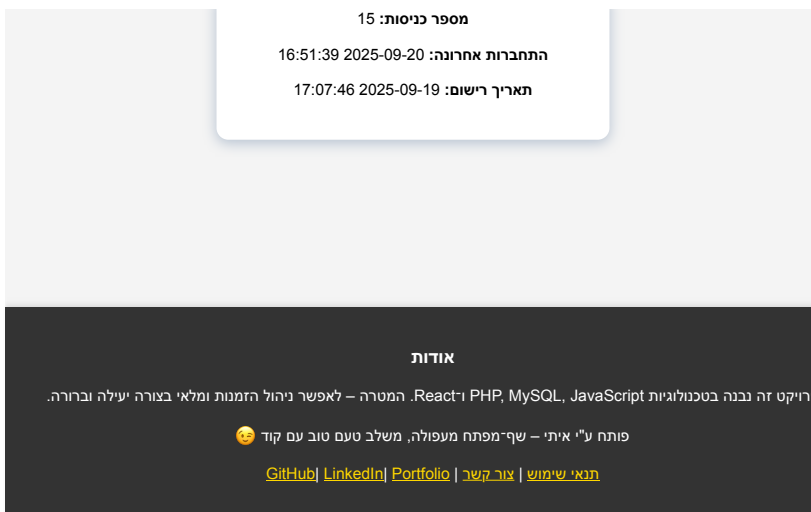 מספר כניסות: 15
התחברות אחרונה: 2025-09-20 16:51:39
תאריך רישום: 2025-09-19 17:07:46
אודות
רויקט זה נבנה בטכנולוגיות PHP, MySQL, JavaScript ו־React. המטרה – לאפשר ניהול הזמנות ומלאי בצורה יעילה וברורה.
פותח ע"י איתי – שף־מפתח מעפולה, משלב טעם טוב עם קוד 😉
תנאי שימוש | צור קשר | GitHub| LinkedIn| Portfolio